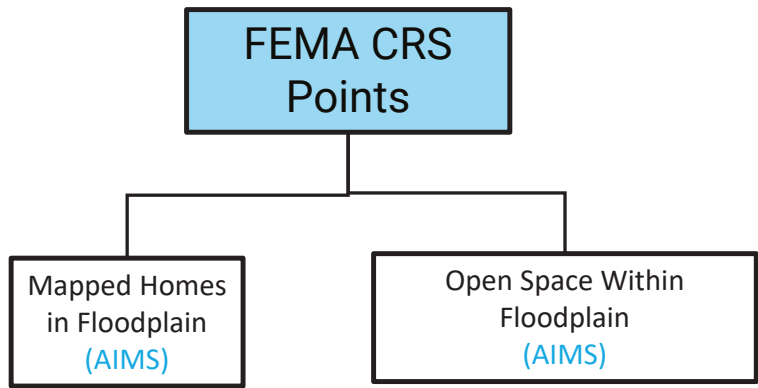 FEMA CRS
Points
Mapped Homes
in Floodplain
(AIMS)
Open Space Within
Floodplain
(AIMS)